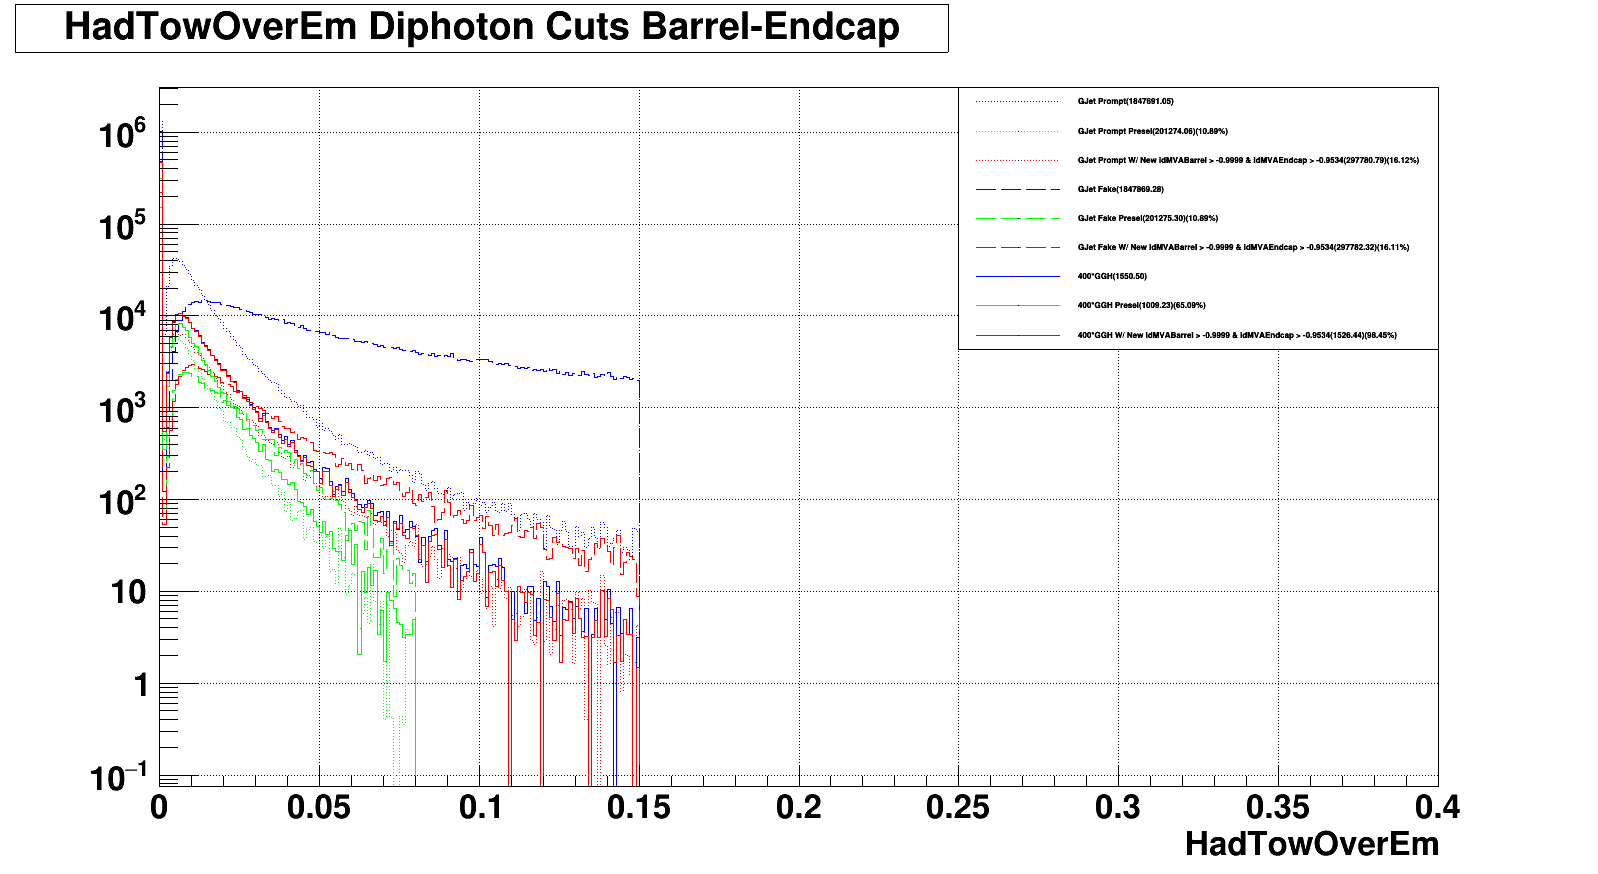 HadTowOverEm Diphoton Cuts Barrel-Endcap
GJet Prompt(1847691.05)
GJet Prompt Presel(201274.06)(10.89%)
GJet Prompt W/ New idMVABarrel > -0.9999 & idMVAEndcap > -0.9534(297780.79)(16.12%)
GJet Fake(1847869.28)
GJet Fake Presel(201275.30)(10.89%)
GJet Fake W/ New idMVABarrel > -0.9999 & idMVAEndcap > -0.9534(297782.32)(16.11%)
400*GGH(1550.50)
400*GGH Presel(1009.23)(65.09%)
400*GGH W/ New idMVABarrel > -0.9999 & idMVAEndcap > -0.9534(1526.44)(98.45%)
10⁶
10⁵
10⁴
10³
10²
10
1
10⁻¹
0 0.05 0.1 0.15 0.2 0.25 0.3 0.35 0.4
HadTowOverEm